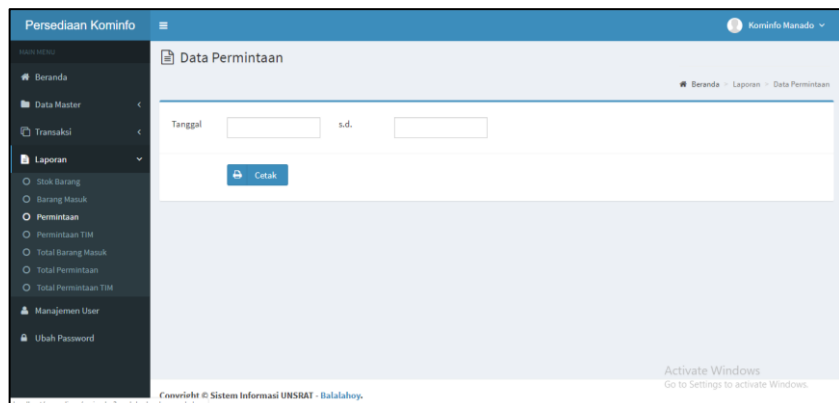 Persediaan Kominfo
Kominfo Manado
MAIN MENU
Data Permintaan
Beranda
Beranda > Laporan > Data Permintaan
Data Master
Transaksi
Tanggal s.d.
Laporan
Cetak
Stok Barang
Barang Masuk
Permintaan
Permintaan TIM
Total Barang Masuk
Total Permintaan
Total Permintaan TIM
Manajemen User
Ubah Password
Activate Windows
Go to Settings to activate Windows.
Copyright © Sistem Informasi UNSRAT - Balalahoy.